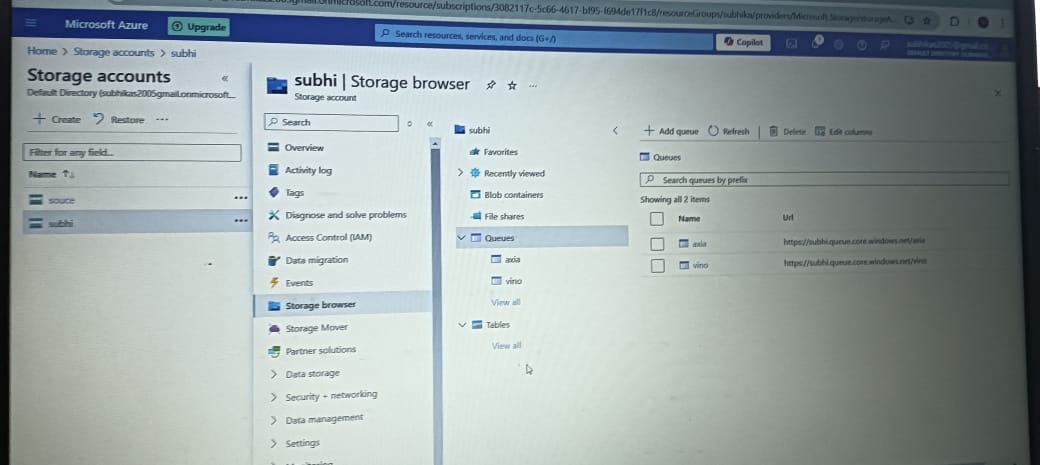 onmicrosoft.com/resource/subscriptions/3082117c-5c66-4617-bf95-f694de17f1c8/resourceGroups/subhika/providers/Microsoft.Storage/storageA...
Microsoft Azure
Upgrade
Search resources, services, and docs (G+/)
Copilot
Home > Storage accounts > subhi
Storage accounts
«
Default Directory (subhikas2005gmail.onmicrosoft....
+ Create
Restore
...
Filter for any field...
Name ↑↓
souce
...
subhi
...
subhi | Storage browser
...
Storage account
Search
«
Overview
Activity log
Tags
Diagnose and solve problems
Access Control (IAM)
Data migration
Events
Storage browser
Storage Mover
Partner solutions
Data storage
Security + networking
Data management
Settings
subhi
Favorites
Recently viewed
Blob containers
File shares
Queues
axia
vino
View all
Tables
View all
+ Add queue
Refresh
Delete
Edit columns
Queues
Search queues by prefix
Showing all 2 items
Name
Url
axia
https://subhi.queue.core.windows.net/axia
vino
https://subhi.queue.core.windows.net/vino